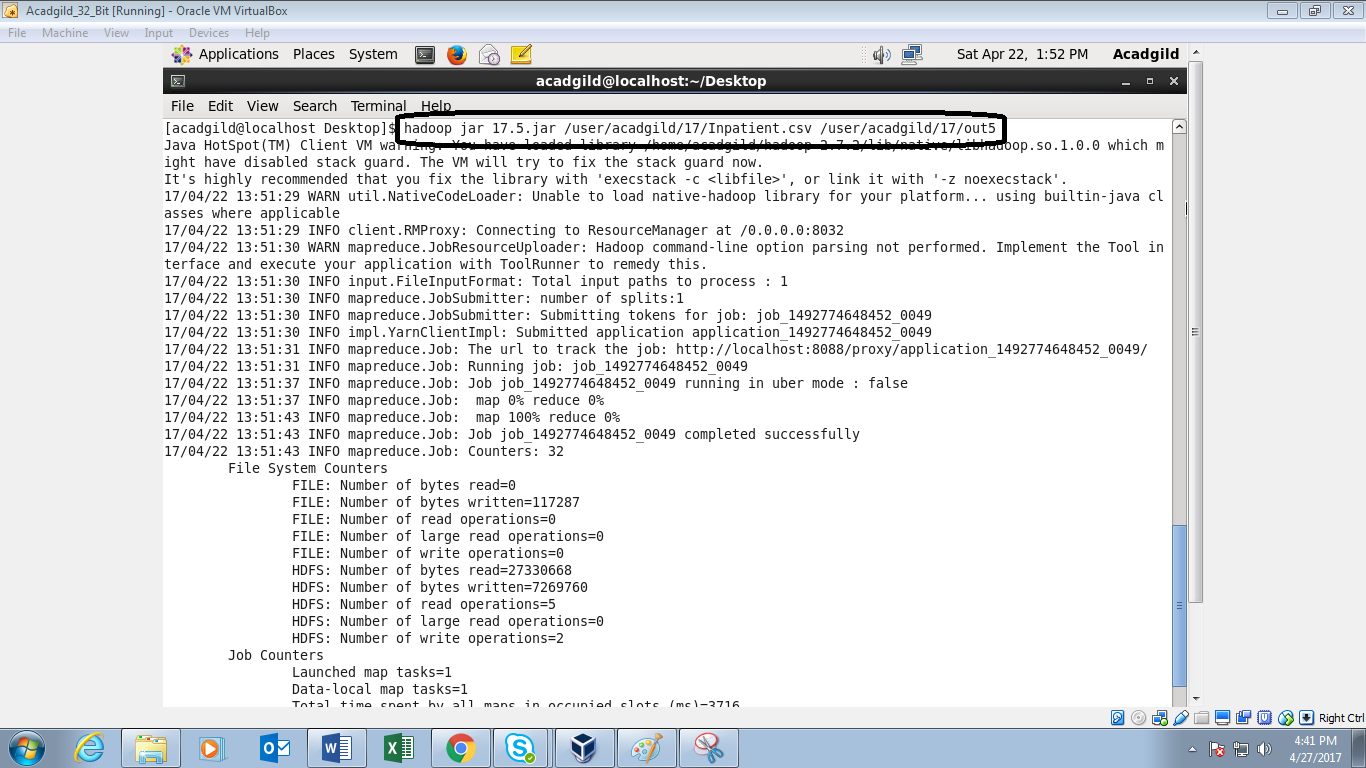 Acadgild_32_Bit [Running] - Oracle VM VirtualBox
File Machine View Input Devices Help
Applications Places System Sat Apr 22, 1:52 PM Acadgild
acadgild@localhost:~/Desktop
File Edit View Search Terminal Help
[acadgild@localhost Desktop]$ hadoop jar 17.5.jar /user/acadgild/17/Inpatient.csv /user/acadgild/17/out5
Java HotSpot(TM) Client VM warning: You have loaded library /home/acadgild/hadoop-2.7.2/lib/native/libhadoop.so.1.0.0 which m
ight have disabled stack guard. The VM will try to fix the stack guard now.
It's highly recommended that you fix the library with 'execstack -c <libfile>', or link it with '-z noexecstack'.
17/04/22 13:51:29 WARN util.NativeCodeLoader: Unable to load native-hadoop library for your platform... using builtin-java cl
asses where applicable
17/04/22 13:51:29 INFO client.RMProxy: Connecting to ResourceManager at /0.0.0.0:8032
17/04/22 13:51:30 WARN mapreduce.JobResourceUploader: Hadoop command-line option parsing not performed. Implement the Tool in
terface and execute your application with ToolRunner to remedy this.
17/04/22 13:51:30 INFO input.FileInputFormat: Total input paths to process : 1
17/04/22 13:51:30 INFO mapreduce.JobSubmitter: number of splits:1
17/04/22 13:51:30 INFO mapreduce.JobSubmitter: Submitting tokens for job: job_1492774648452_0049
17/04/22 13:51:30 INFO impl.YarnClientImpl: Submitted application application_1492774648452_0049
17/04/22 13:51:31 INFO mapreduce.Job: The url to track the job: http://localhost:8088/proxy/application_1492774648452_0049/
17/04/22 13:51:31 INFO mapreduce.Job: Running job: job_1492774648452_0049
17/04/22 13:51:37 INFO mapreduce.Job: Job job_1492774648452_0049 running in uber mode : false
17/04/22 13:51:37 INFO mapreduce.Job:  map 0% reduce 0%
17/04/22 13:51:43 INFO mapreduce.Job:  map 100% reduce 0%
17/04/22 13:51:43 INFO mapreduce.Job: Job job_1492774648452_0049 completed successfully
17/04/22 13:51:43 INFO mapreduce.Job: Counters: 32
File System Counters
FILE: Number of bytes read=0
FILE: Number of bytes written=117287
FILE: Number of read operations=0
FILE: Number of large read operations=0
FILE: Number of write operations=0
HDFS: Number of bytes read=27330668
HDFS: Number of bytes written=7269760
HDFS: Number of read operations=5
HDFS: Number of large read operations=0
HDFS: Number of write operations=2
Job Counters
Launched map tasks=1
Data-local map tasks=1
Total time spent by all maps in occupied slots (ms)=3716
Right Ctrl
4:41 PM
4/27/2017